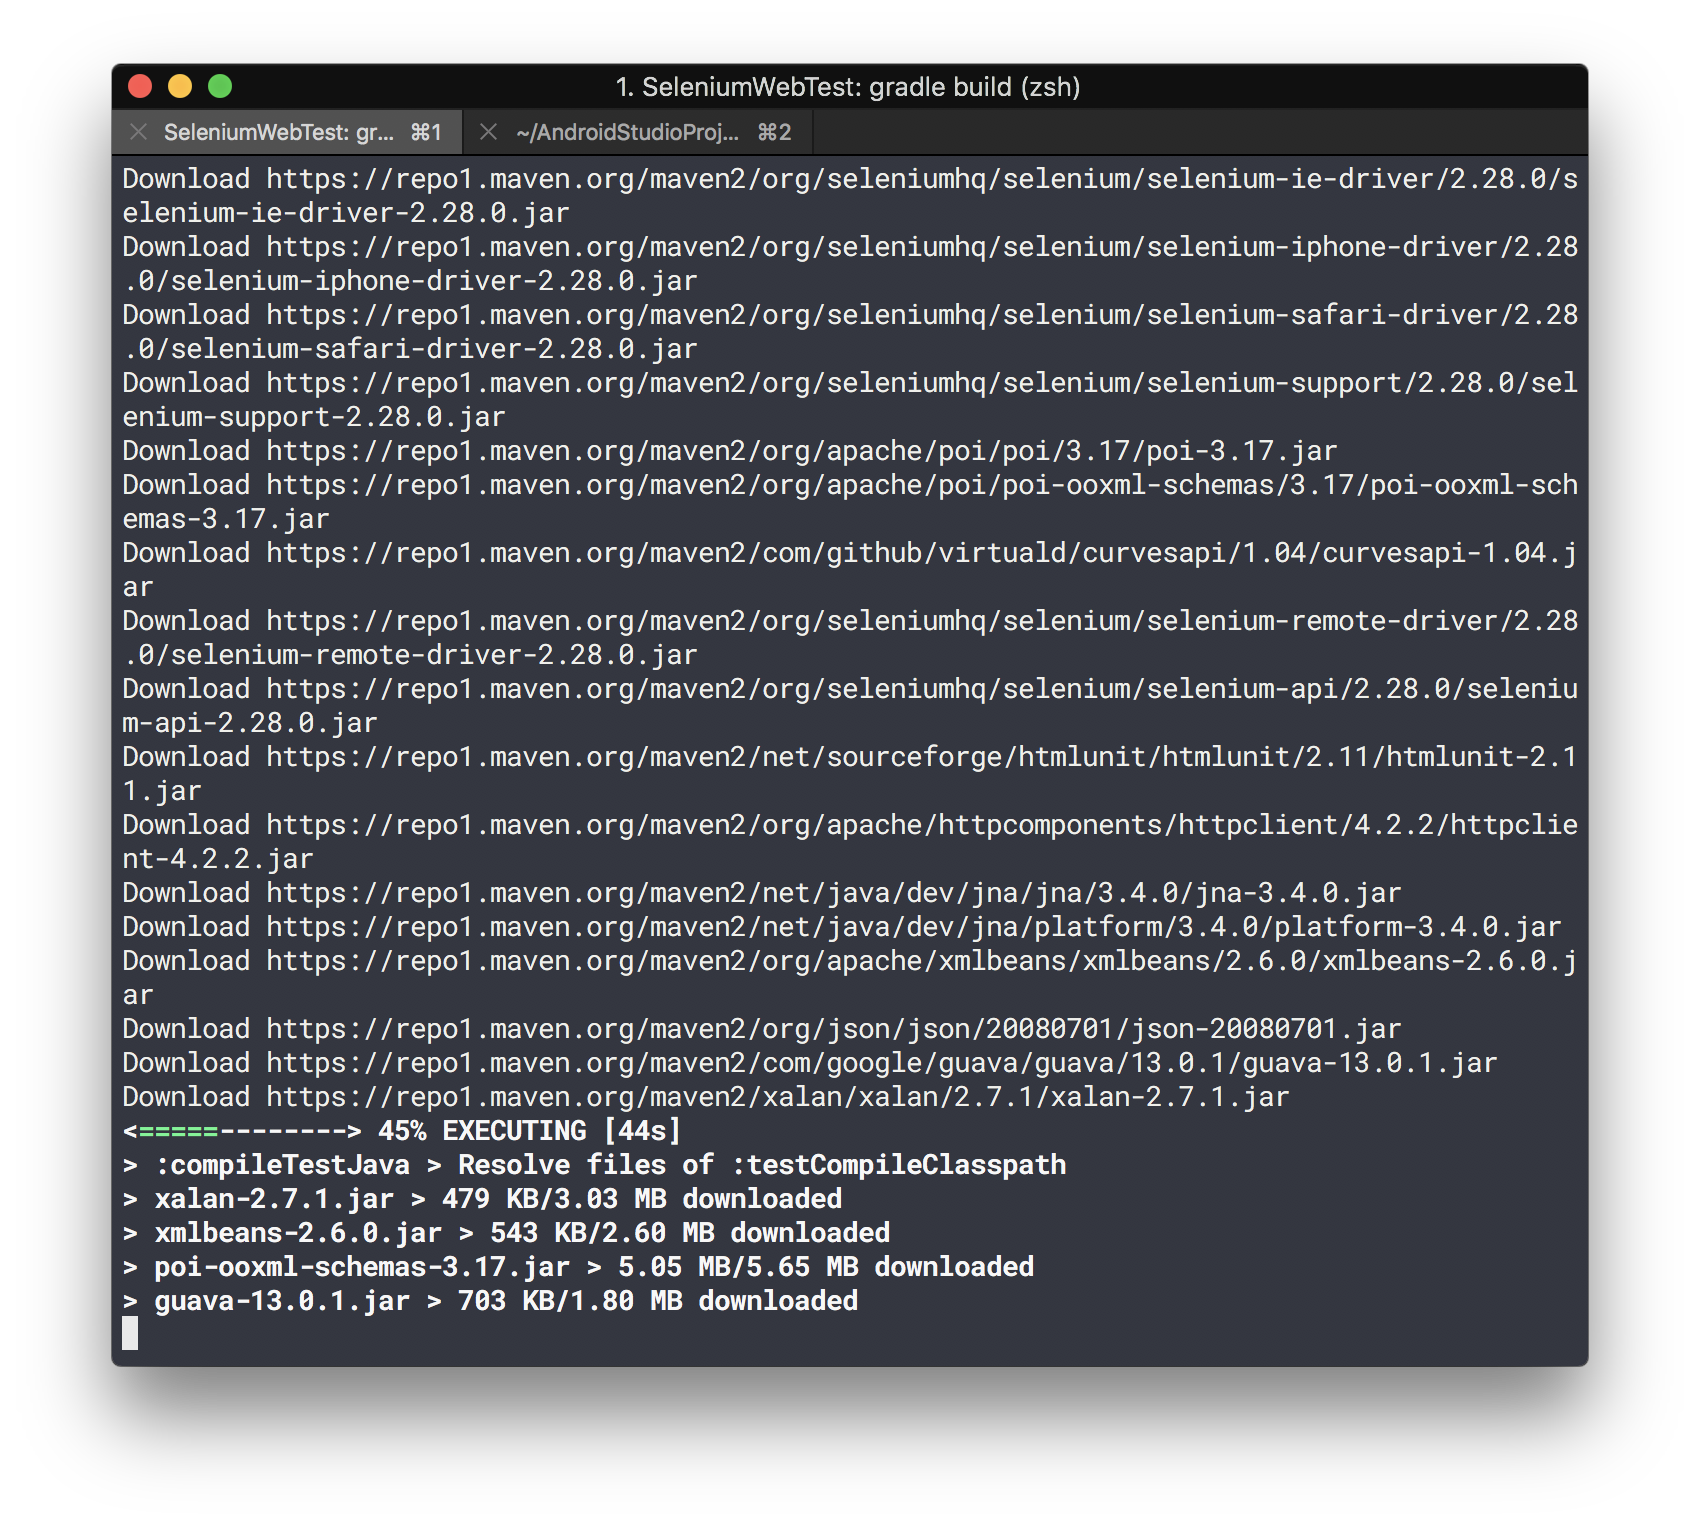 1. SeleniumWebTest: gradle build (zsh)
SeleniumWebTest: gr... ⌘1 ~/AndroidStudioProj... ⌘2
Download https://repo1.maven.org/maven2/org/seleniumhq/selenium/selenium-ie-driver/2.28.0/s
elenium-ie-driver-2.28.0.jar
Download https://repo1.maven.org/maven2/org/seleniumhq/selenium/selenium-iphone-driver/2.28
.0/selenium-iphone-driver-2.28.0.jar
Download https://repo1.maven.org/maven2/org/seleniumhq/selenium/selenium-safari-driver/2.28
.0/selenium-safari-driver-2.28.0.jar
Download https://repo1.maven.org/maven2/org/seleniumhq/selenium/selenium-support/2.28.0/sel
enium-support-2.28.0.jar
Download https://repo1.maven.org/maven2/org/apache/poi/poi/3.17/poi-3.17.jar
Download https://repo1.maven.org/maven2/org/apache/poi/poi-ooxml-schemas/3.17/poi-ooxml-sch
emas-3.17.jar
Download https://repo1.maven.org/maven2/com/github/virtuald/curvesapi/1.04/curvesapi-1.04.j
ar
Download https://repo1.maven.org/maven2/org/seleniumhq/selenium/selenium-remote-driver/2.28
.0/selenium-remote-driver-2.28.0.jar
Download https://repo1.maven.org/maven2/org/seleniumhq/selenium/selenium-api/2.28.0/seleniu
m-api-2.28.0.jar
Download https://repo1.maven.org/maven2/net/sourceforge/htmlunit/htmlunit/2.11/htmlunit-2.1
1.jar
Download https://repo1.maven.org/maven2/org/apache/httpcomponents/httpclient/4.2.2/httpclie
nt-4.2.2.jar
Download https://repo1.maven.org/maven2/net/java/dev/jna/jna/3.4.0/jna-3.4.0.jar
Download https://repo1.maven.org/maven2/net/java/dev/jna/platform/3.4.0/platform-3.4.0.jar
Download https://repo1.maven.org/maven2/org/apache/xmlbeans/xmlbeans/2.6.0/xmlbeans-2.6.0.j
ar
Download https://repo1.maven.org/maven2/org/json/json/20080701/json-20080701.jar
Download https://repo1.maven.org/maven2/com/google/guava/guava/13.0.1/guava-13.0.1.jar
Download https://repo1.maven.org/maven2/xalan/xalan/2.7.1/xalan-2.7.1.jar
<=====--------> 45% EXECUTING [44s]
> :compileTestJava > Resolve files of :testCompileClasspath
> xalan-2.7.1.jar > 479 KB/3.03 MB downloaded
> xmlbeans-2.6.0.jar > 543 KB/2.60 MB downloaded
> poi-ooxml-schemas-3.17.jar > 5.05 MB/5.65 MB downloaded
> guava-13.0.1.jar > 703 KB/1.80 MB downloaded